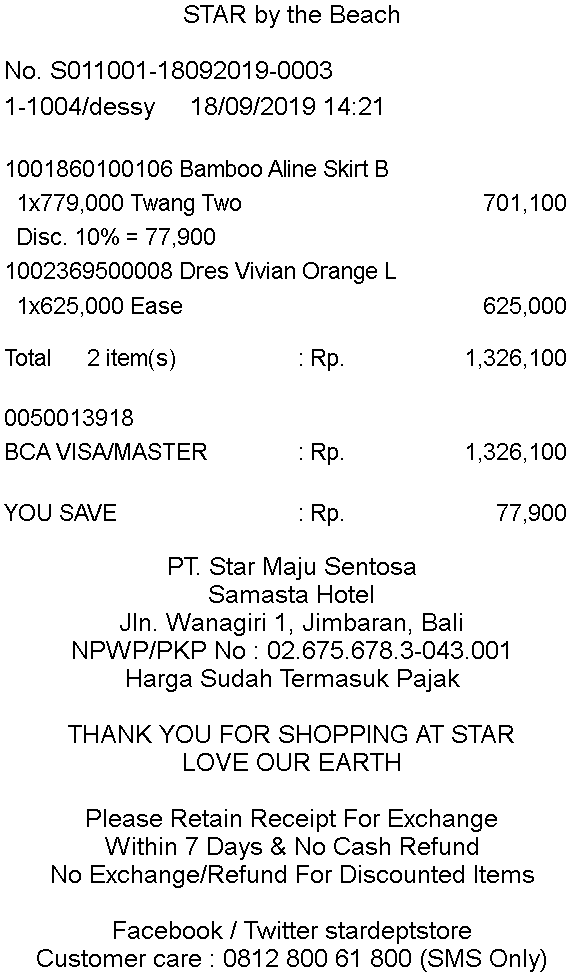 STAR by the Beach
No. S011001-18092019-0003
1-1004/dessy 18/09/2019 14:21
1001860100106 Bamboo Aline Skirt B
1x779,000 Twang Two 701,100
Disc. 10% = 77,900
1002369500008 Dres Vivian Orange L
1x625,000 Ease 625,000
Total 2 item(s) : Rp. 1,326,100
0050013918
BCA VISA/MASTER : Rp. 1,326,100
YOU SAVE : Rp. 77,900
PT. Star Maju Sentosa
Samasta Hotel
Jln. Wanagiri 1, Jimbaran, Bali
NPWP/PKP No : 02.675.678.3-043.001
Harga Sudah Termasuk Pajak
THANK YOU FOR SHOPPING AT STAR
LOVE OUR EARTH
Please Retain Receipt For Exchange
Within 7 Days & No Cash Refund
No Exchange/Refund For Discounted Items
Facebook / Twitter stardeptstore
Customer care : 0812 800 61 800 (SMS Only)